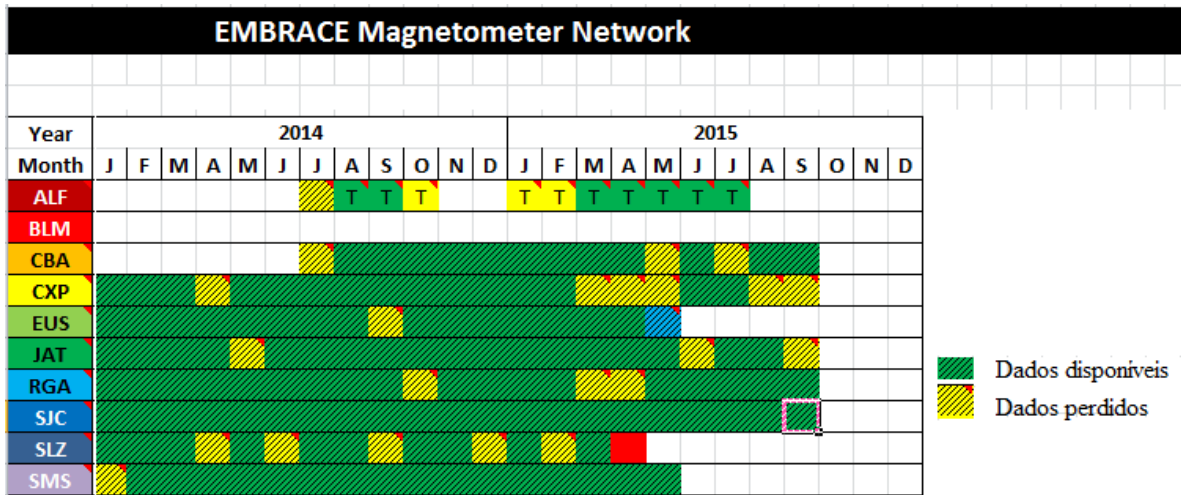 EMBRACE Magnetometer Network
Year 2014 2015
Month J F M A M J J A S O N D J F M A M J J A S O N D
ALF T T T T T T T T T T
BLM
CBA
CXP
EUS
JAT
RGA
SJC
SLZ
SMS
Dados disponíveis
Dados perdidos